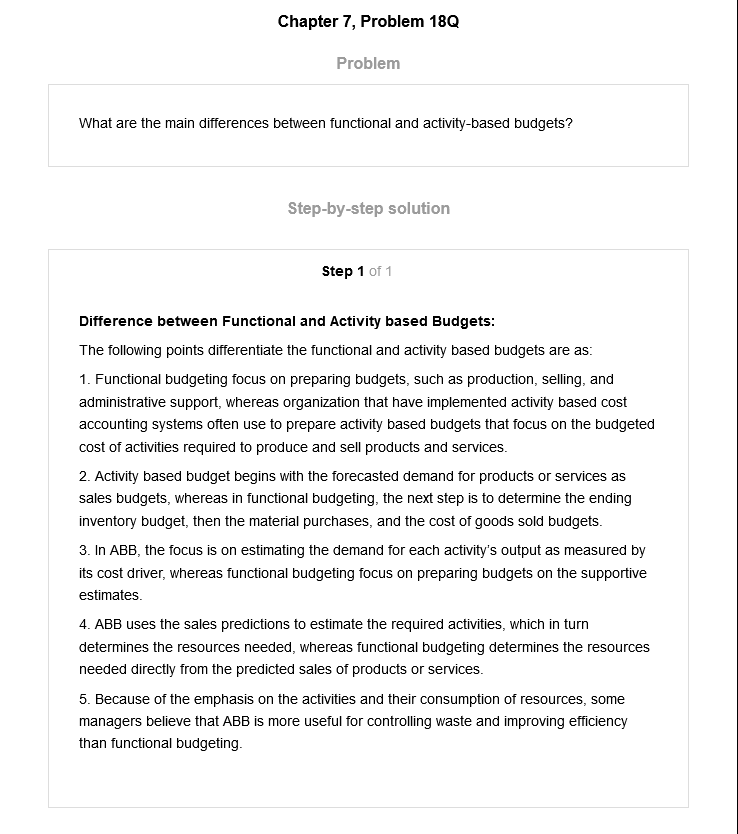 Chapter 7, Problem 18Q
Problem
What are the main differences between functional and activity-based budgets?
Step-by-step solution
Step 1 of 1
Difference between Functional and Activity based Budgets:
The following points differentiate the functional and activity based budgets are as:
1. Functional budgeting focus on preparing budgets, such as production, selling, and
administrative support, whereas organization that have implemented activity based cost
accounting systems often use to prepare activity based budgets that focus on the budgeted
cost of activities required to produce and sell products and services.
2. Activity based budget begins with the forecasted demand for products or services as
sales budgets, whereas in functional budgeting, the next step is to determine the ending
inventory budget, then the material purchases, and the cost of goods sold budgets.
3. In ABB, the focus is on estimating the demand for each activity's output as measured by
its cost driver, whereas functional budgeting focus on preparing budgets on the supportive
estimates.
4. ABB uses the sales predictions to estimate the required activities, which in turn
determines the resources needed, whereas functional budgeting determines the resources
needed directly from the predicted sales of products or services.
5. Because of the emphasis on the activities and their consumption of resources, some
managers believe that ABB is more useful for controlling waste and improving efficiency
than functional budgeting.